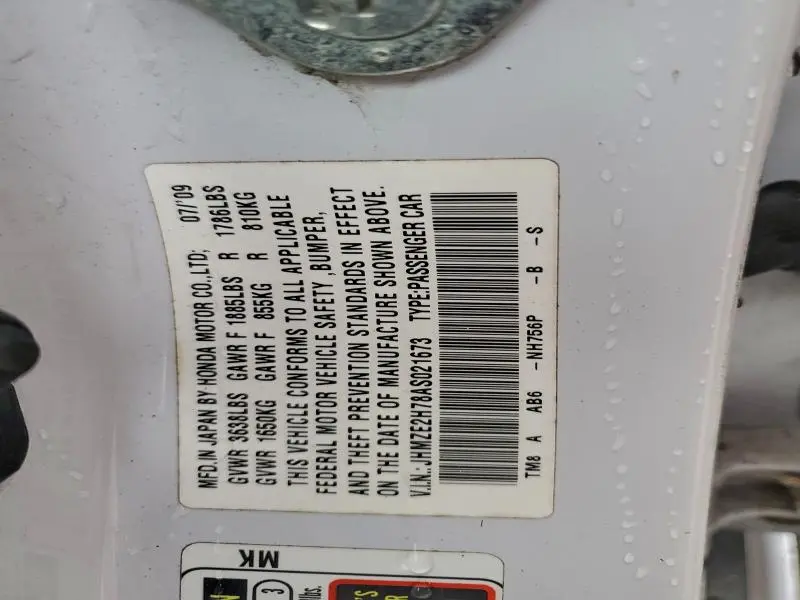 MFD.IN JAPAN BY HONDA MOTOR CO.,LTD; 07/'09
GVWR 3638LBS GAWR F 1885LBS R 1786LBS
GVWR 1650KG GAWR F 855KG R 810KG
THIS VEHICLE CONFORMS TO ALL APPLICABLE
FEDERAL MOTOR VEHICLE SAFETY ,BUMPER,
AND THEFT PREVENTION STANDARDS IN EFFECT
ON THE DATE OF MANUFACTURE SHOWN ABOVE.
V.I.N.: JHMZE2H78AS021673 TYPE:PASSENGER CAR
TM8 A AB6 -NH756P -B -S
MK
3
lbs.